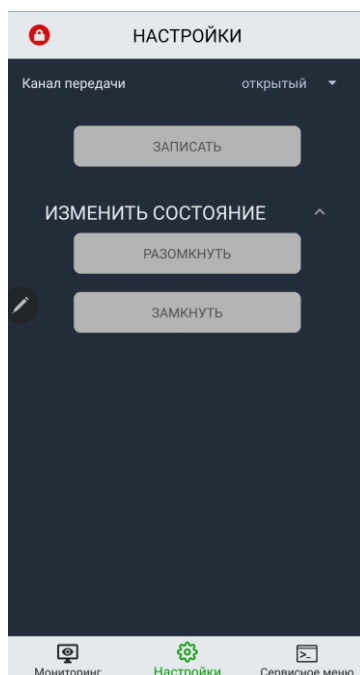 НАСТРОЙКИ
Канал передачи открытый
ЗАПИСАТЬ
ИЗМЕНИТЬ СОСТОЯНИЕ
РАЗОМКНУТЬ
ЗАМКНУТЬ
Мониторинг Настройки Сервисное меню